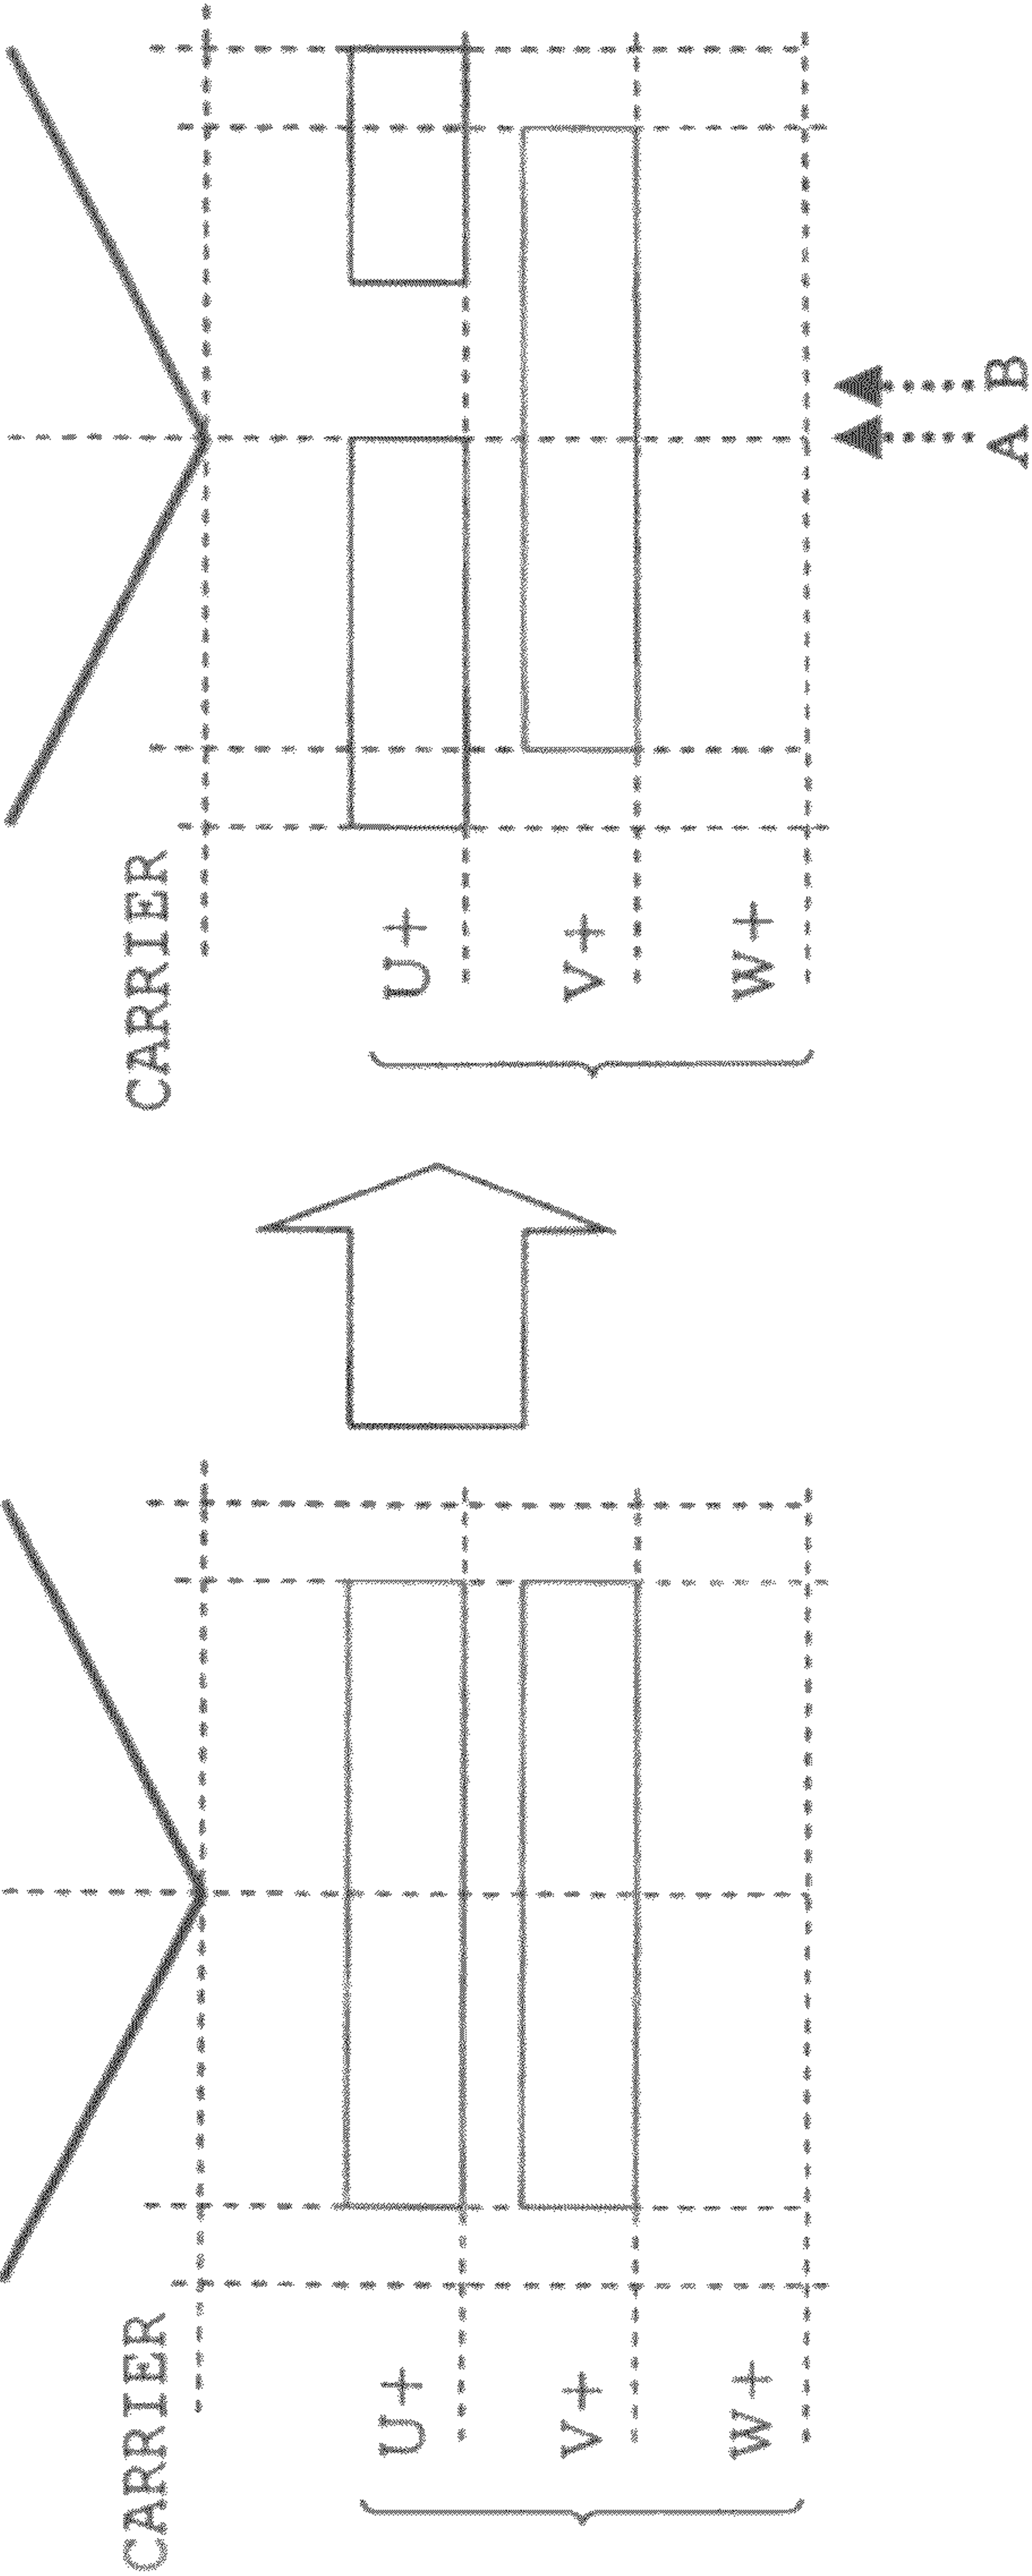 CARRIER
U+
V+
W+
CARRIER
U+
V+
W+
A B